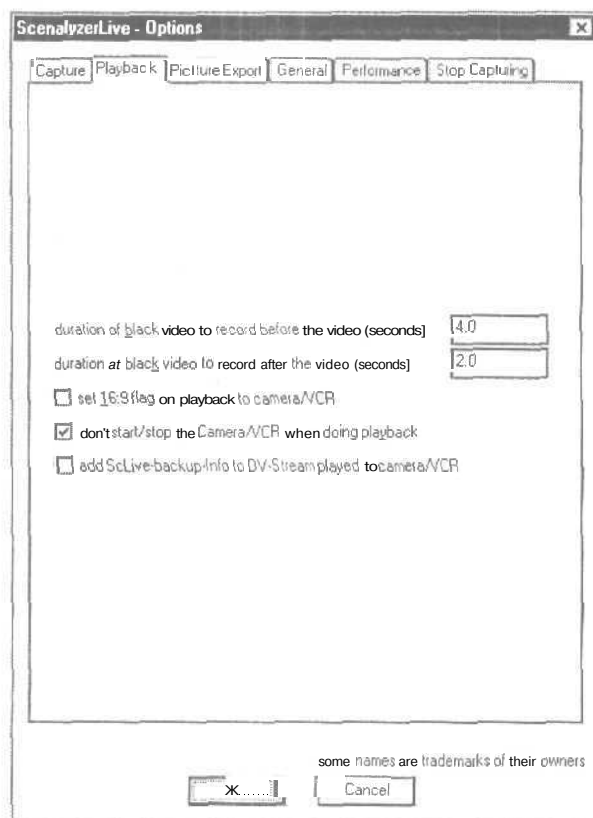 ScenalyzerLive - Options
Capture Playback Picttture Export General Performance Stop Capturing
duration of black video to record before the video (seconds]
4.0
duration at black video to record after the video (seconds]
2.0
set 16:9 flag on playback to camera/VCR
don't start/stop the Camera/VCR when doing playback
add ScLive-backup-Info to DV-Stream played to camera/VCR
some names are trademarks of their owners
Ж...... Cancel